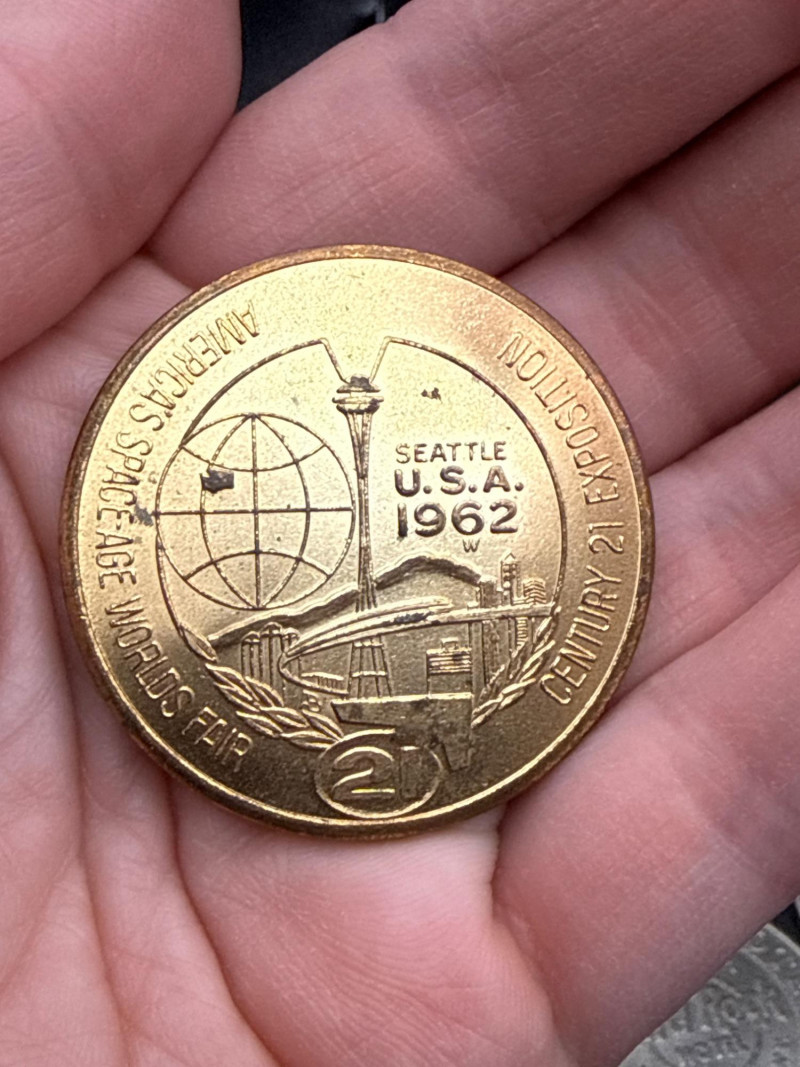 AMERICA'S SPACE AGE WORLDS FAIR
CENTURY 21 EXPOSITION
SEATTLE
U.S.A.
1962
W
21